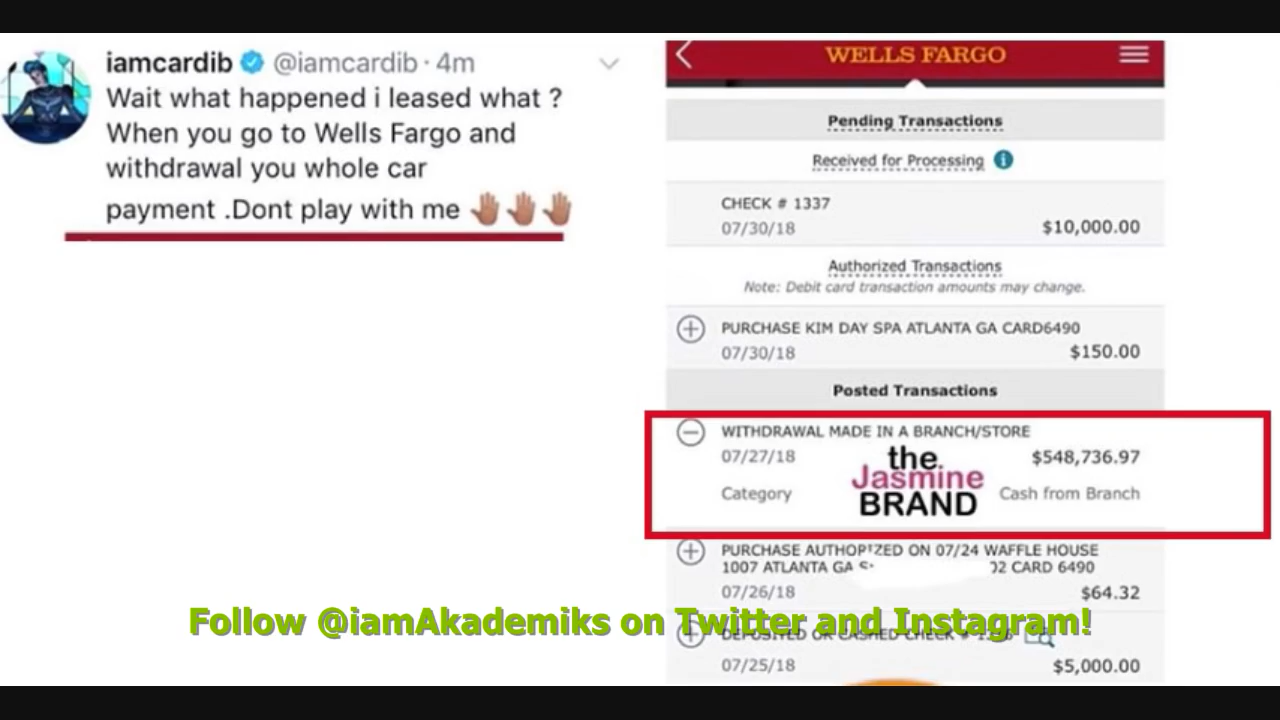 iamcardib @iamcardib · 4m
Wait what happened i leased what ?
When you go to Wells Fargo and
withdrawal you whole car
payment .Dont play with me 🤚🏽🤚🏽🤚🏽
WELLS FARGO
Pending Transactions
Received for Processing
CHECK # 1337
07/30/18 $10,000.00
Authorized Transactions
Note: Debit card transaction amounts may change.
PURCHASE KIM DAY SPA ATLANTA GA CARD6490
07/30/18 $150.00
Posted Transactions
WITHDRAWAL MADE IN A BRANCH/STORE
07/27/18 $548,736.97
Category Cash from Branch
the
Jasmine
BRAND
PURCHASE AUTHORIZED ON 07/24 WAFFLE HOUSE
1007 ATLANTA GA CARD 6490
07/26/18 $64.32
Follow @iamAkademiks on Twitter and Instagram!
DEPOSITED OR CASHED CHECK #
07/25/18 $5,000.00